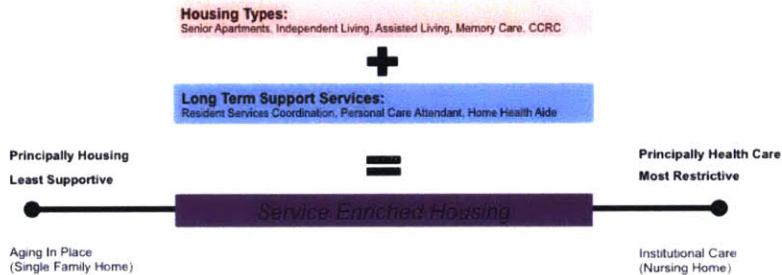 Housing Types:
Senior Apartments, Independent Living, Assisted Living, Memory Care, CCRC
+
Long Term Support Services:
Resident Services Coordination, Personal Care Attendant, Home Health Aide
=
Principally Housing
Least Supportive
Principally Health Care
Most Restrictive
Service Enriched Housing
Aging In Place
(Single Family Home)
Institutional Care
(Nursing Home)